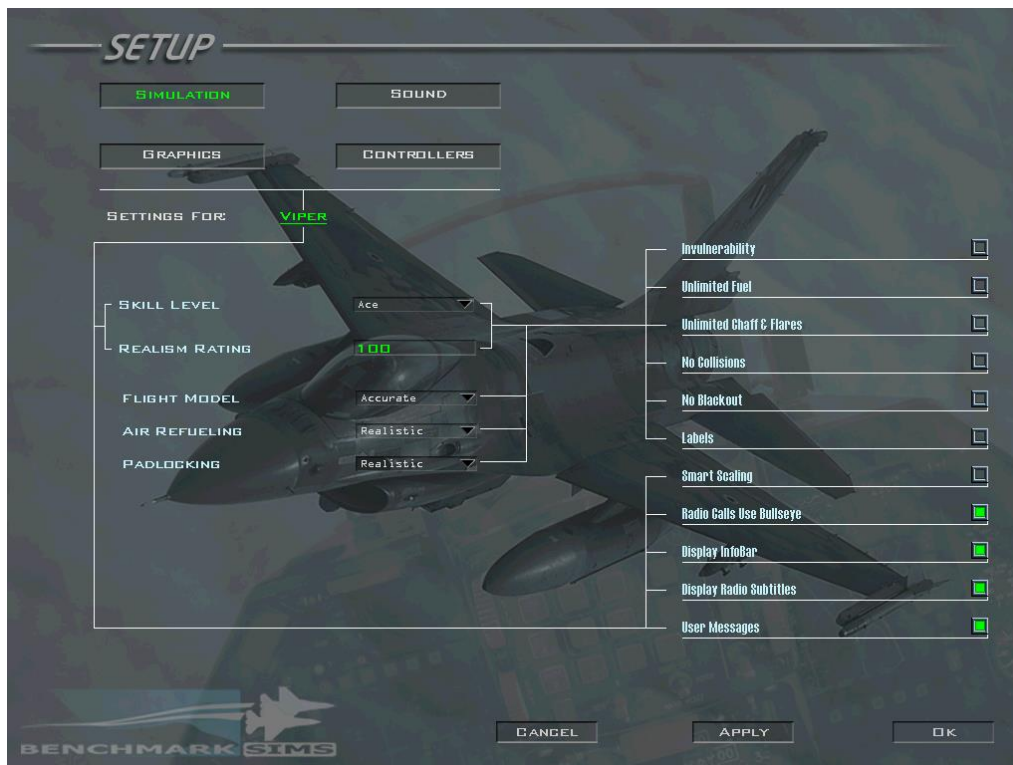 SETUP
SIMULATION
SOUND
GRAPHICS
CONTROLLERS
SETTINGS FOR: VIPER
SKILL LEVEL Ace
REALISM RATING 100
FLIGHT MODEL Accurate
AIR REFUELING Realistic
PADLOCKING Realistic
Invulnerability
Unlimited Fuel
Unlimited Chaff & Flares
No Collisions
No Blackout
Labels
Smart Scaling
Radio Calls Use Bullseye
Display InfoBar
Display Radio Subtitles
User Messages
BENCHMARK SIMS
CANCEL
APPLY
OK